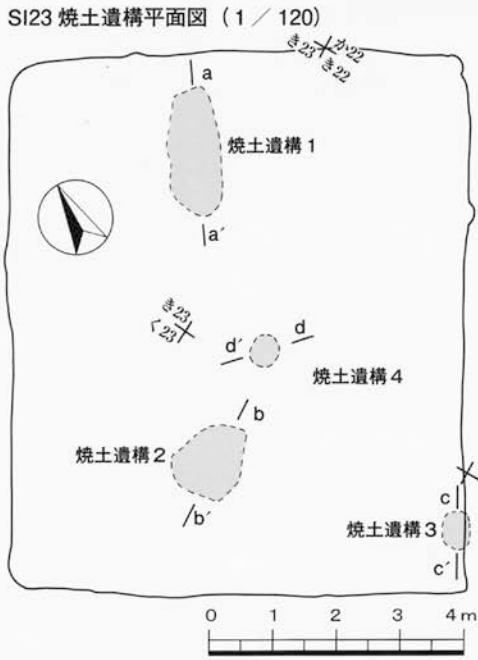 SI23 焼土遺構平面図（1／120）
き23 か22
き22
a
焼土遺構1
a′
き23
く23
d′ d
焼土遺構4
b
焼土遺構2
b′
c
焼土遺構3
c′
0 1 2 3 4 m